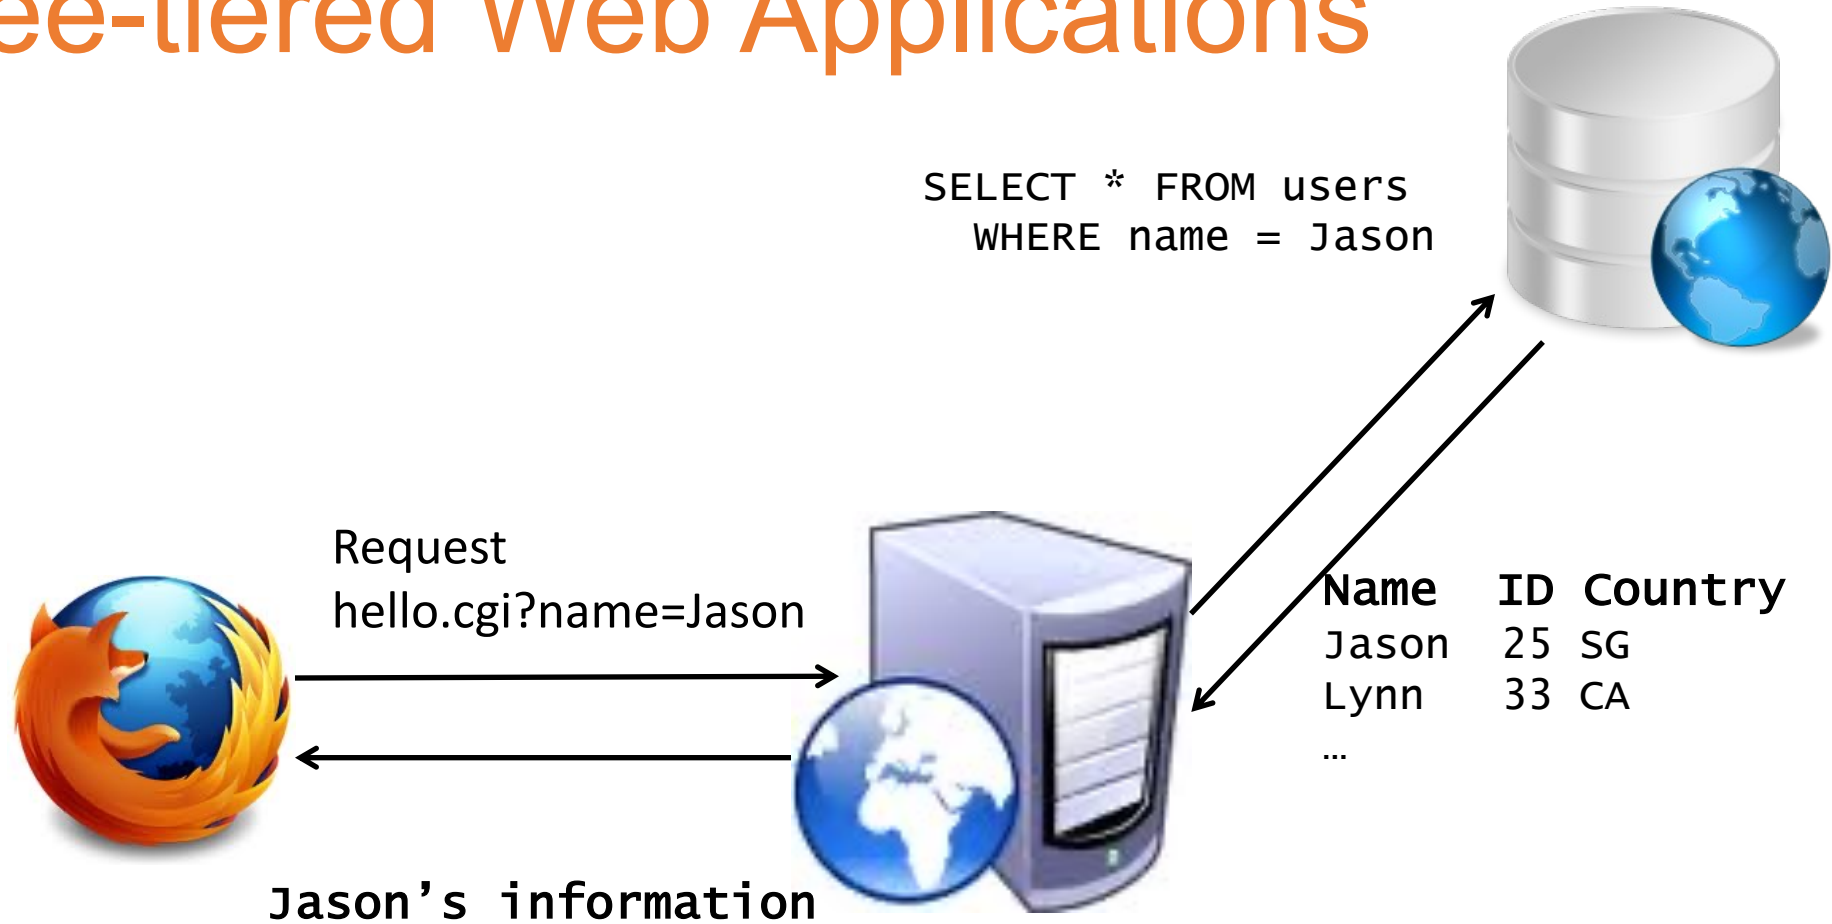 ee-tiered Web Applications
SELECT * FROM users
WHERE name = Jason
Request
hello.cgi?name=Jason
Name ID Country
Jason 25 SG
Lynn 33 CA
…
Jason’s information